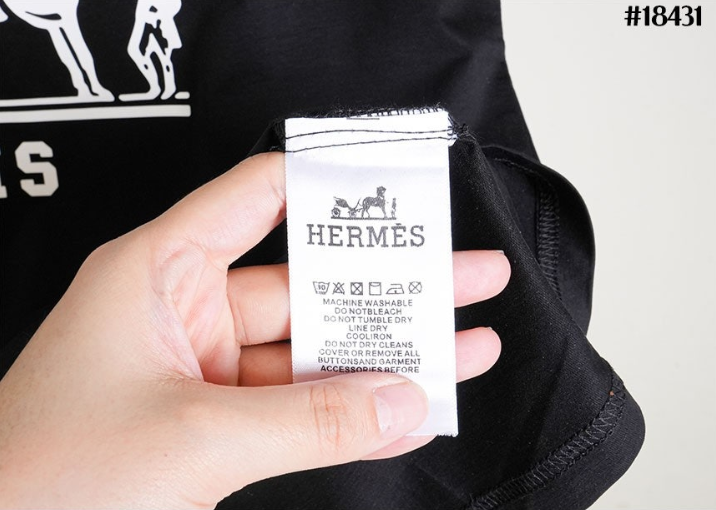 #18431
IS
HERMÈS
MACHINE WASHABLE
DO NOTBLEACH
DO NOT TUMBLE DRY
LINE DRY
COOLIRON
DO NOT DRY CLEANS
COVER OR REMOVE ALL
BUTTONSAND GARMENT
ACCESSORIES BEFORE